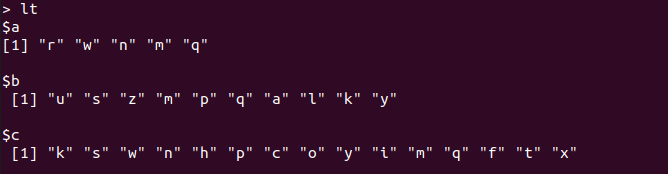 > lt
$a
[1] "r" "w" "n" "m" "q"
$b
 [1] "u" "s" "z" "m" "p" "q" "a" "l" "k" "y"
$c
 [1] "k" "s" "w" "n" "h" "p" "c" "o" "y" "i" "m" "q" "f" "t" "x"